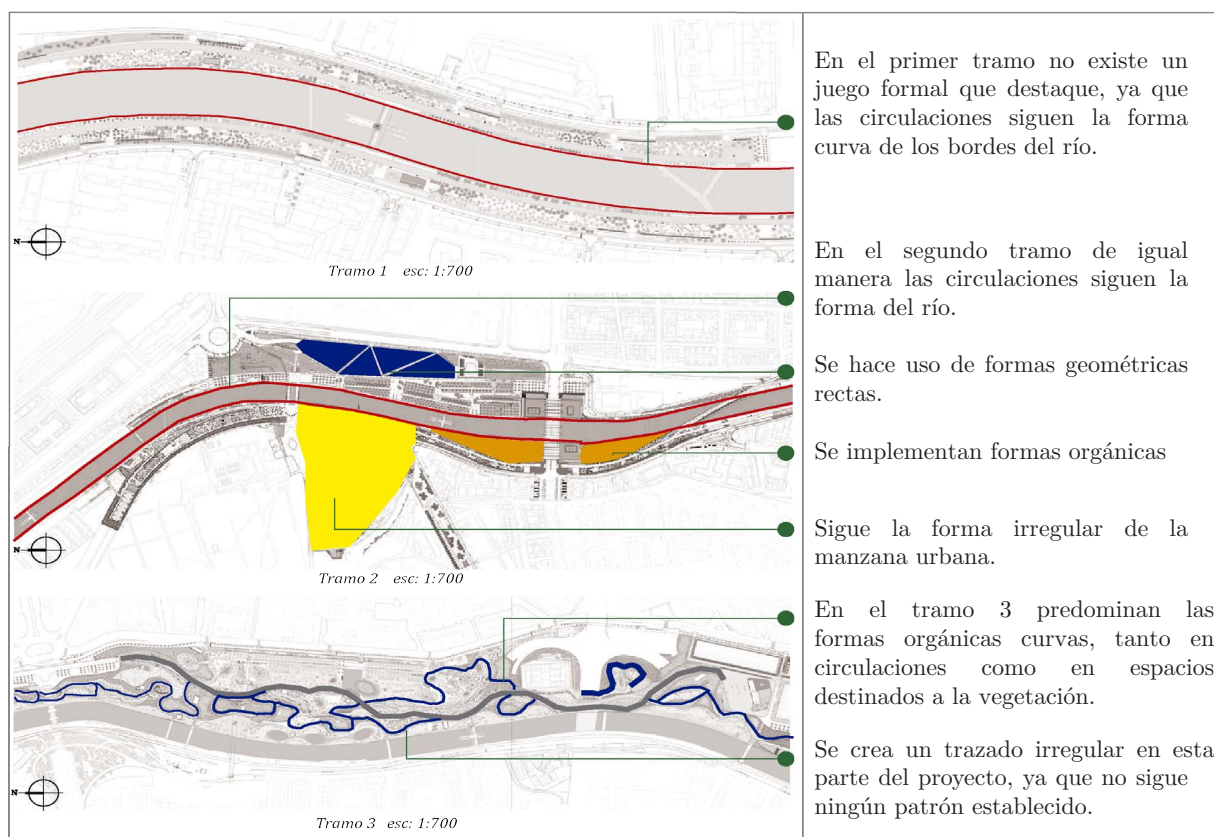 En el primer tramo no existe un
juego formal que destaque, ya que
las circulaciones siguen la forma
curva de los bordes del río.
N
Tramo 1 esc: 1:700
En el segundo tramo de igual
manera las circulaciones siguen la
forma del río.
Se hace uso de formas geométricas
rectas.
Se implementan formas orgánicas
Sigue la forma irregular de la
manzana urbana.
N
Tramo 2 esc: 1:700
En el tramo 3 predominan las
formas orgánicas curvas, tanto en
circulaciones como en espacios
destinados a la vegetación.
Se crea un trazado irregular en esta
parte del proyecto, ya que no sigue
ningún patrón establecido.
N
Tramo 3 esc: 1:700